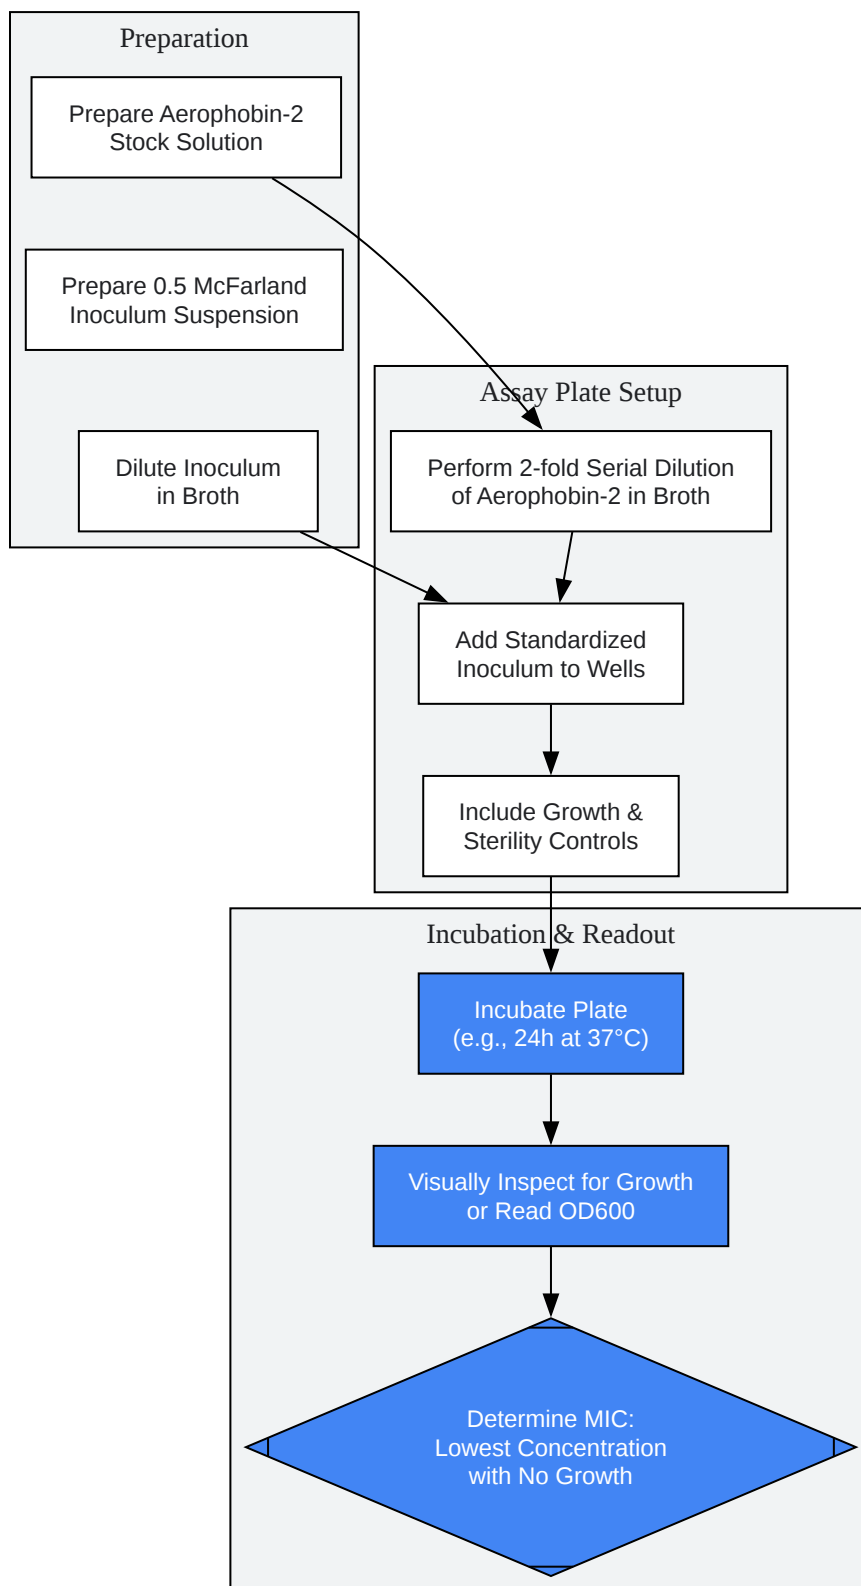 Preparation
Prepare Aerophobin-2
Stock Solution
Prepare 0.5 McFarland
Inoculum Suspension
Dilute Inoculum
in Broth
Assay Plate Setup
Perform 2-fold Serial Dilution
of Aerophobin-2 in Broth
Add Standardized
Inoculum to Wells
Include Growth &
Sterility Controls
Incubation & Readout
Incubate Plate
(e.g., 24h at 37°C)
Visually Inspect for Growth
or Read OD600
Determine MIC:
Lowest Concentration
with No Growth